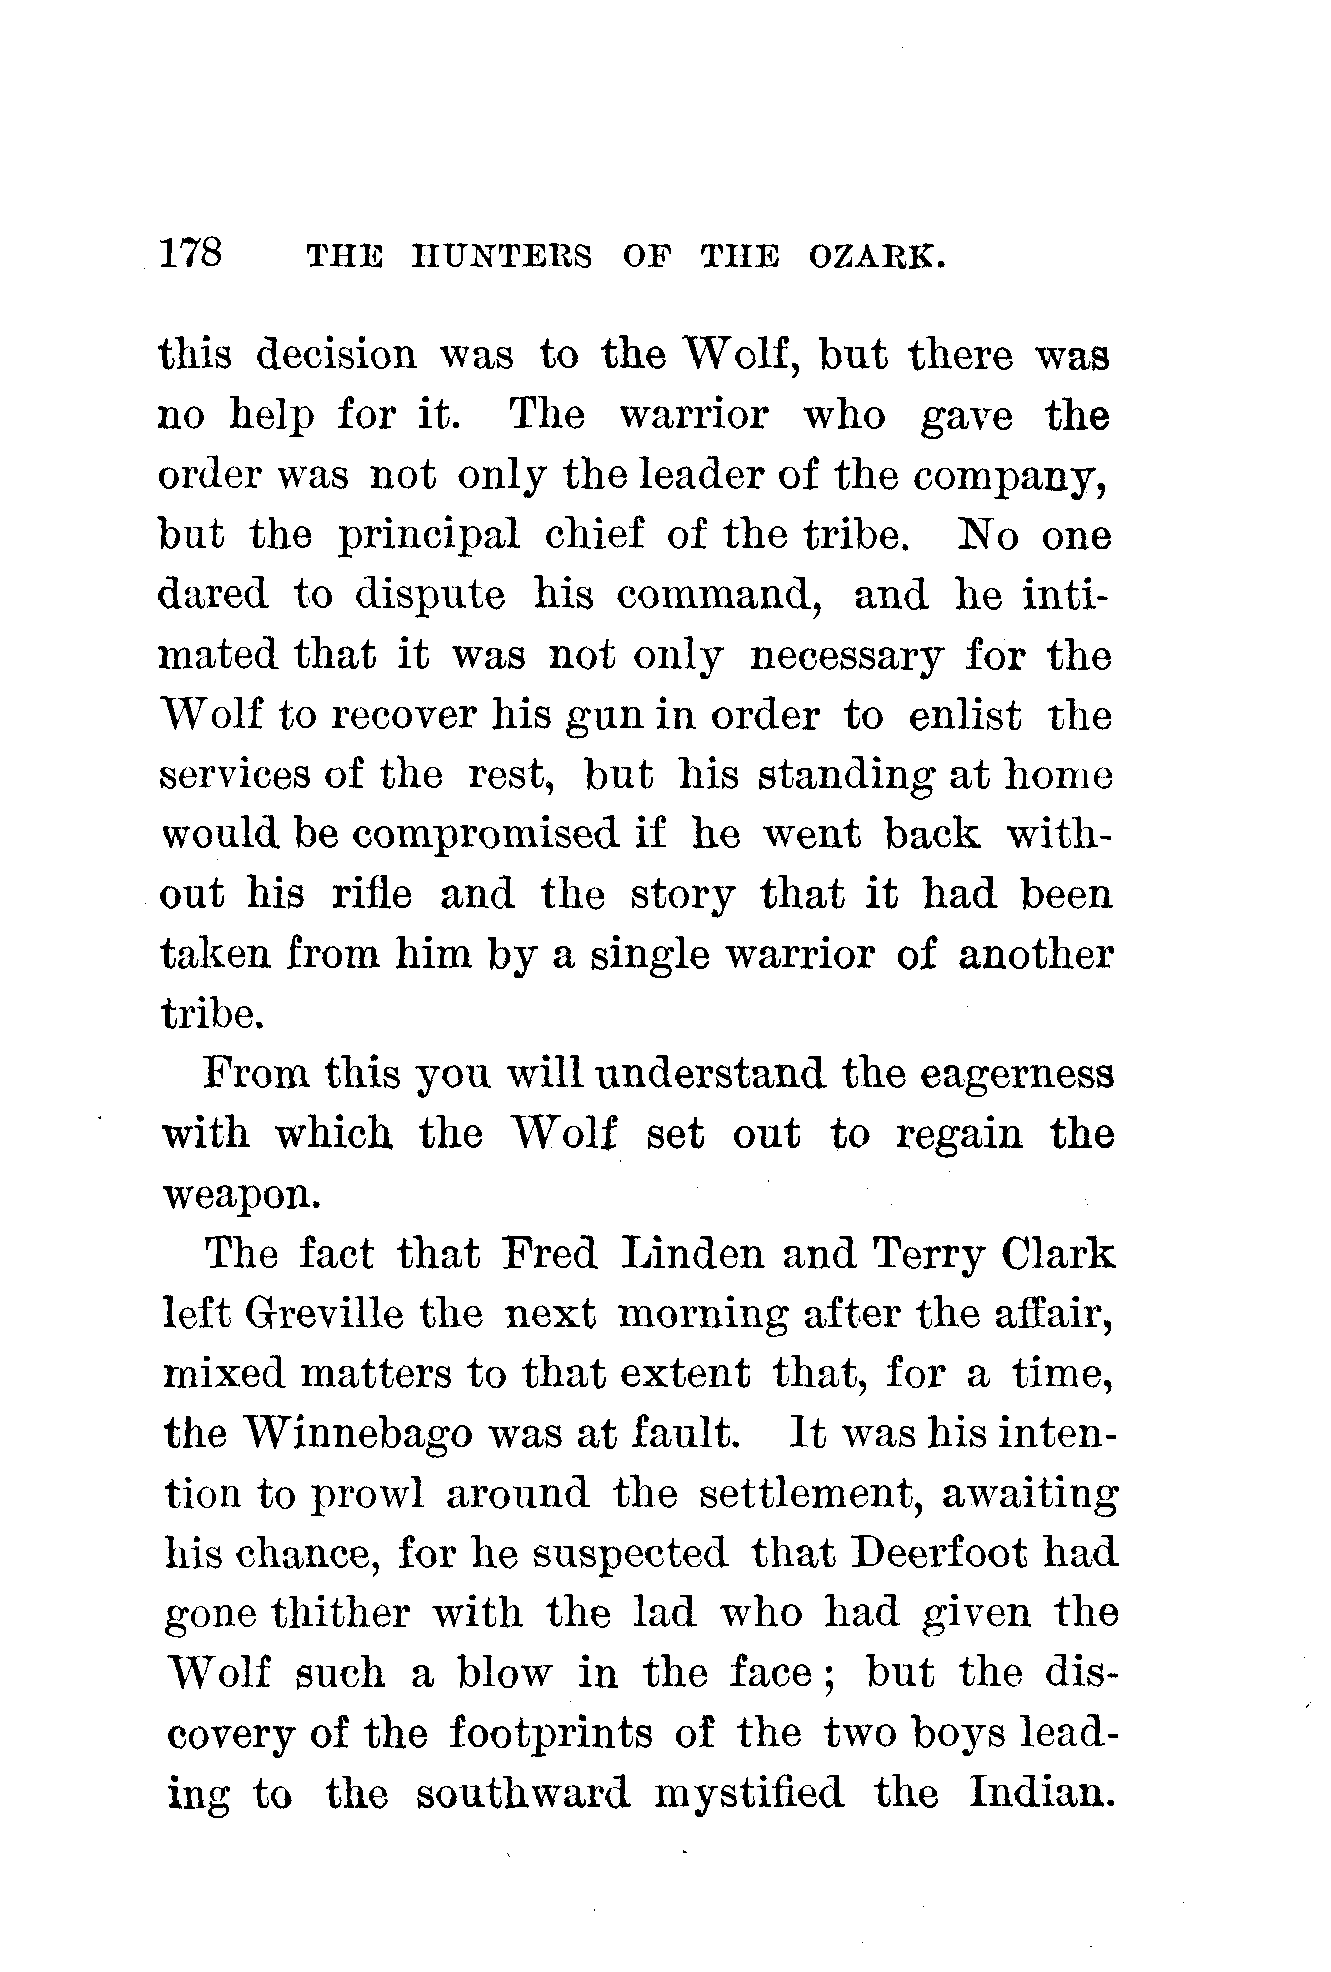 178 THE HUNTERS OF THE OZARK.
this decision was to the Wolf, but there was
no help for it. The warrior who gave the
order was not only the leader of the company,
but the principal chief of the tribe. No one
dared to dispute his command, and he inti-
mated that it was not only necessary for the
Wolf to recover his gun in order to enlist the
services of the rest, but his standing at home
would be compromised if he went back with-
out his rifle and the story that it had been
taken from him by a single warrior of another
tribe.
From this you will understand the eagerness
with which the Wolf set out to regain the
weapon.
The fact that Fred Linden and Terry Clark
left Greville the next morning after the affair,
mixed matters to that extent that, for a time,
the Winnebago was at fault. It was his inten-
tion to prowl around the settlement, awaiting
his chance, for he suspected that Deerfoot had
gone thither with the lad who had given the
Wolf such a blow in the face; but the dis-
covery of the footprints of the two boys lead-
ing to the southward mystified the Indian.